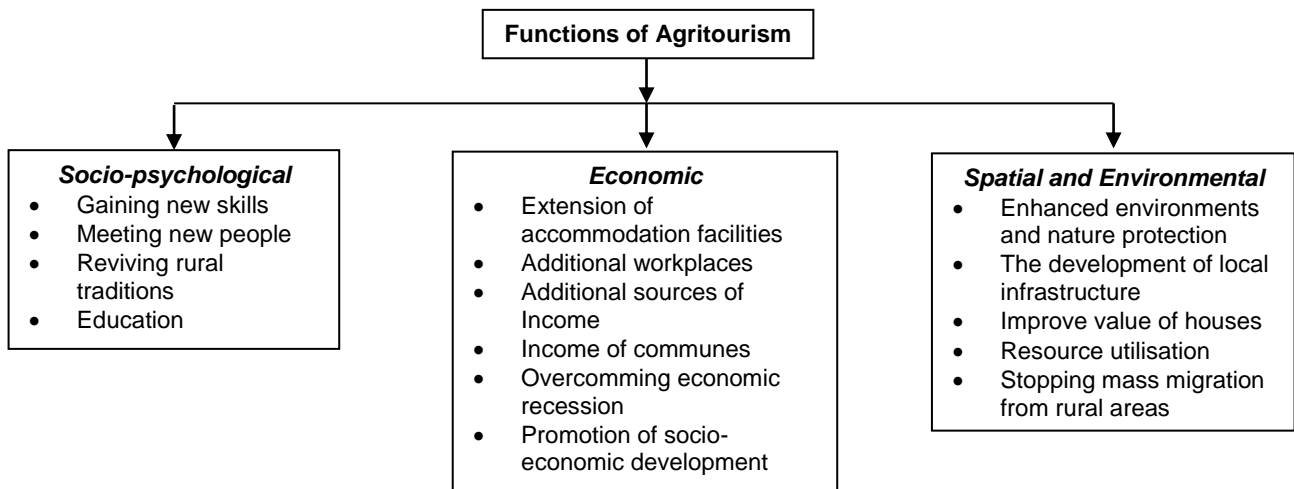 Functions of Agritourism
Socio-psychological
• Gaining new skills
• Meeting new people
• Reviving rural
traditions
• Education
Economic
• Extension of
accommodation facilities
• Additional workplaces
• Additional sources of
Income
• Income of communes
• Overcomming economic
recession
• Promotion of socio-
economic development
Spatial and Environmental
• Enhanced environments
and nature protection
• The development of local
infrastructure
• Improve value of houses
• Resource utilisation
• Stopping mass migration
from rural areas